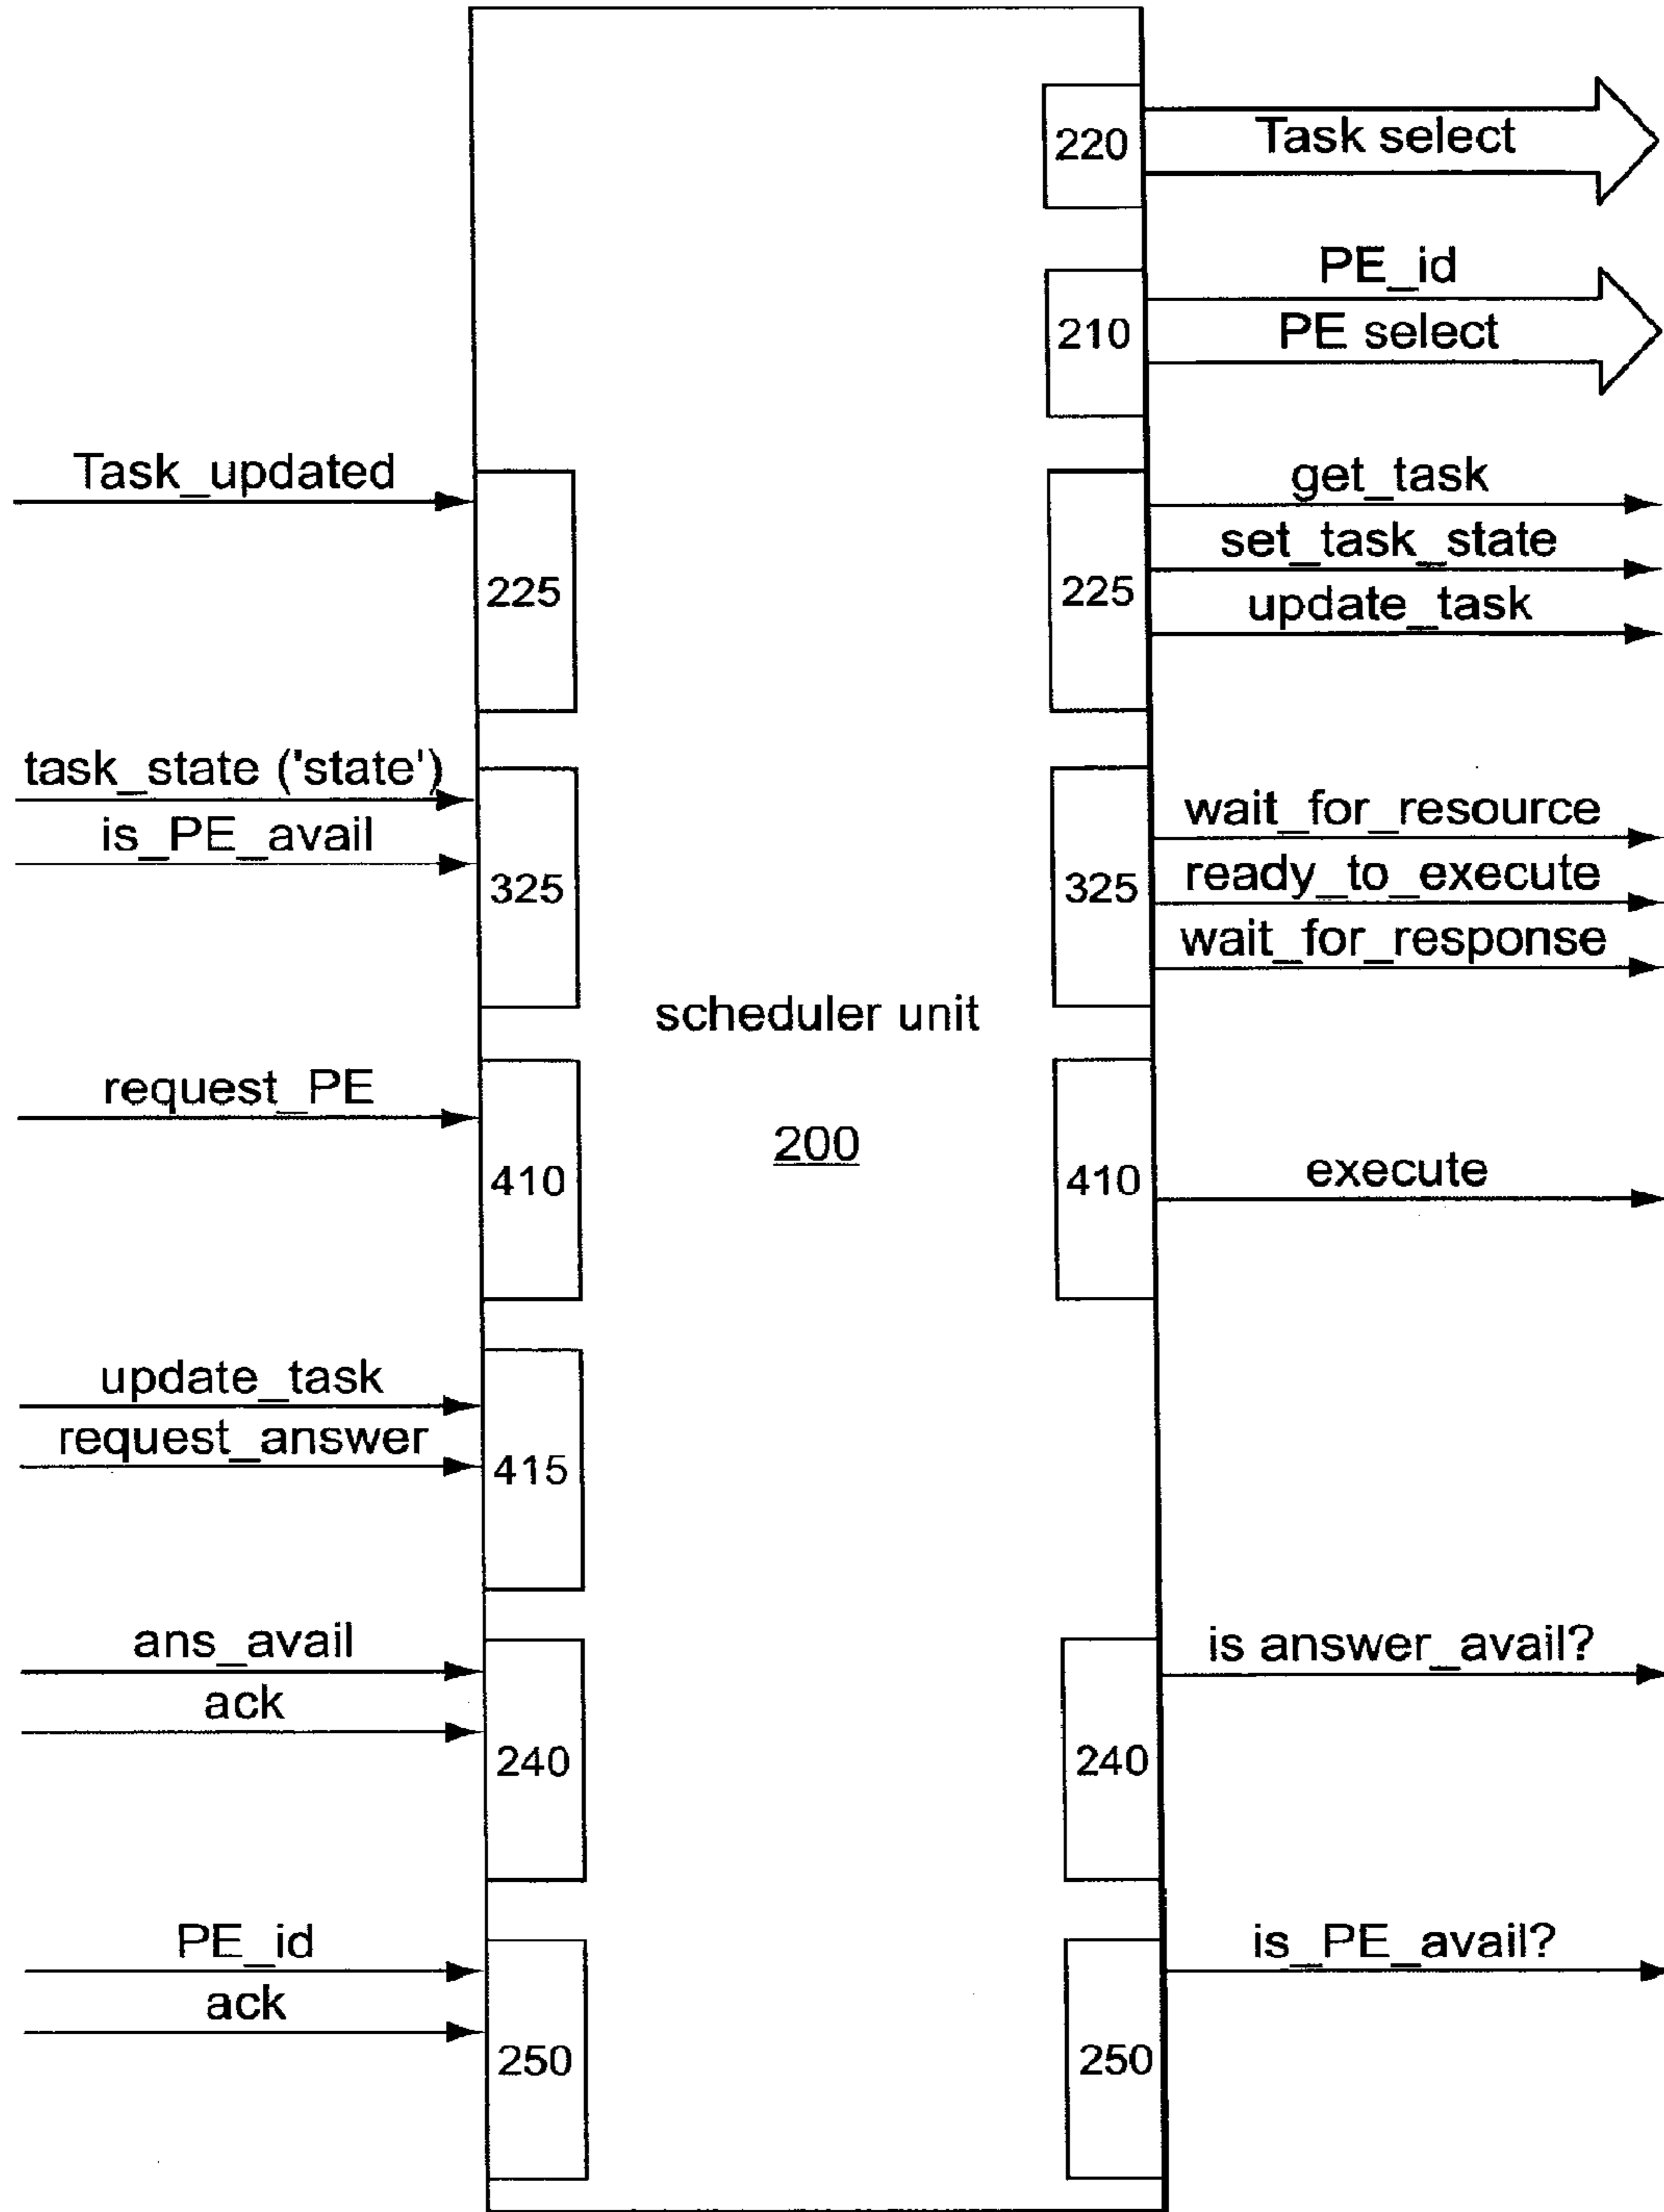 220
Task select
PE_id
210
PE select
Task_updated
225
225
get_task
set_task_state
update_task
task_state ('state')
is_PE_avail
325
325
wait_for_resource
ready_to_execute
wait_for_response
scheduler unit
200
request_PE
410
410
execute
update_task
request_answer
415
ans_avail
ack
240
240
is answer_avail?
PE_id
ack
250
250
is_PE_avail?